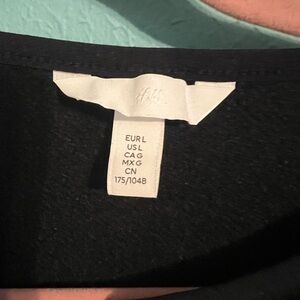 H&M
EUR L
US L
CA G
MX G
CN
175/104B